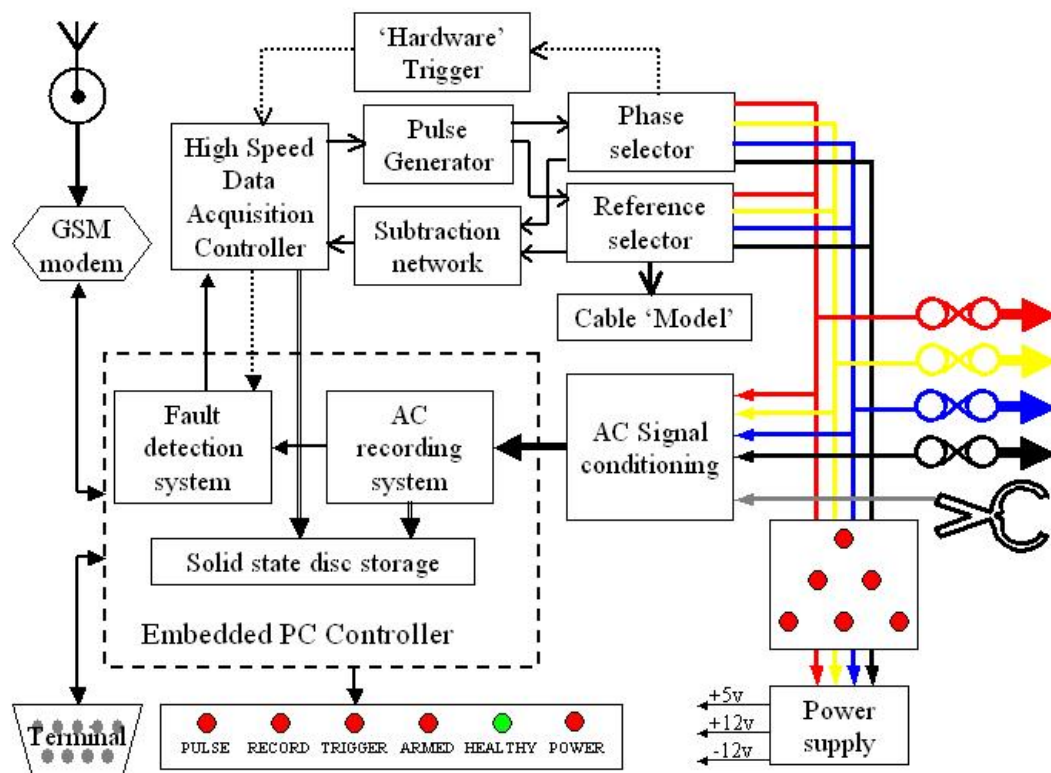 ‘Hardware’
Trigger
High Speed
Data
Acquisition
Controller
Pulse
Generator
Phase
selector
GSM
modem
Subtraction
network
Reference
selector
Cable ‘Model’
Fault
detection
system
AC
recording
system
AC Signal
conditioning
Solid state disc storage
Embedded PC Controller
Terminal
PULSE RECORD TRIGGER ARMED HEALTHY POWER
+5v
+12v
-12v
Power
supply